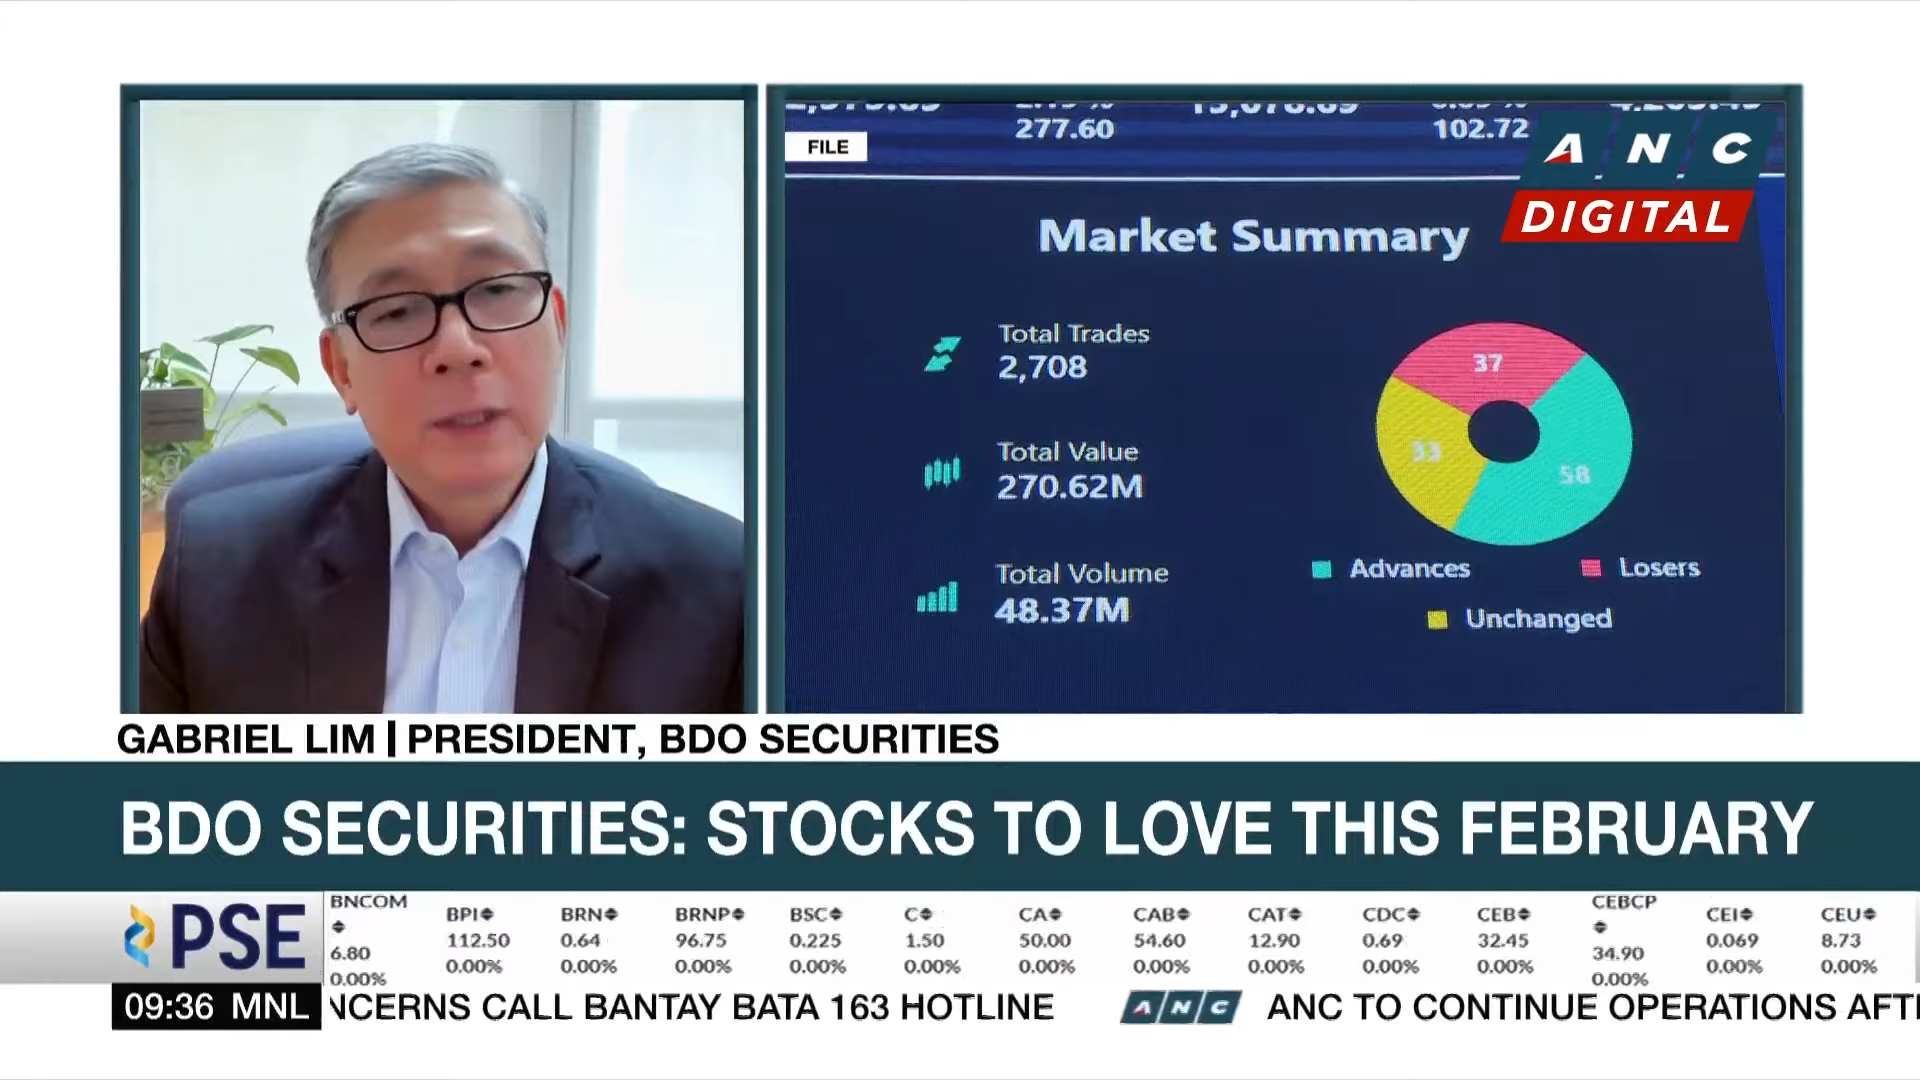 277.60
102.72
FILE
ANC
DIGITAL
Market Summary
Total Trades
2,708
Total Value
270.62M
Total Volume
48.37M
37
33
58
Advances
Losers
Unchanged
GABRIEL LIM | PRESIDENT, BDO SECURITIES
BDO SECURITIES: STOCKS TO LOVE THIS FEBRUARY
PSE
BNCOM 6.80 0.00%
BPI 112.50 0.00%
BRN 0.64 0.00%
BRNP 96.75 0.00%
BSC 0.225 0.00%
C 1.50 0.00%
CA 50.00 0.00%
CAB 54.60 0.00%
CAT 12.90 0.00%
CDC 0.69 0.00%
CEB 32.45 0.00%
CEBCP 34.90 0.00%
CEI 0.069 0.00%
CEU 8.73 0.00%
09:36 MNL
NCERNS CALL BANTAY BATA 163 HOTLINE
ANC
ANC TO CONTINUE OPERATIONS AFT